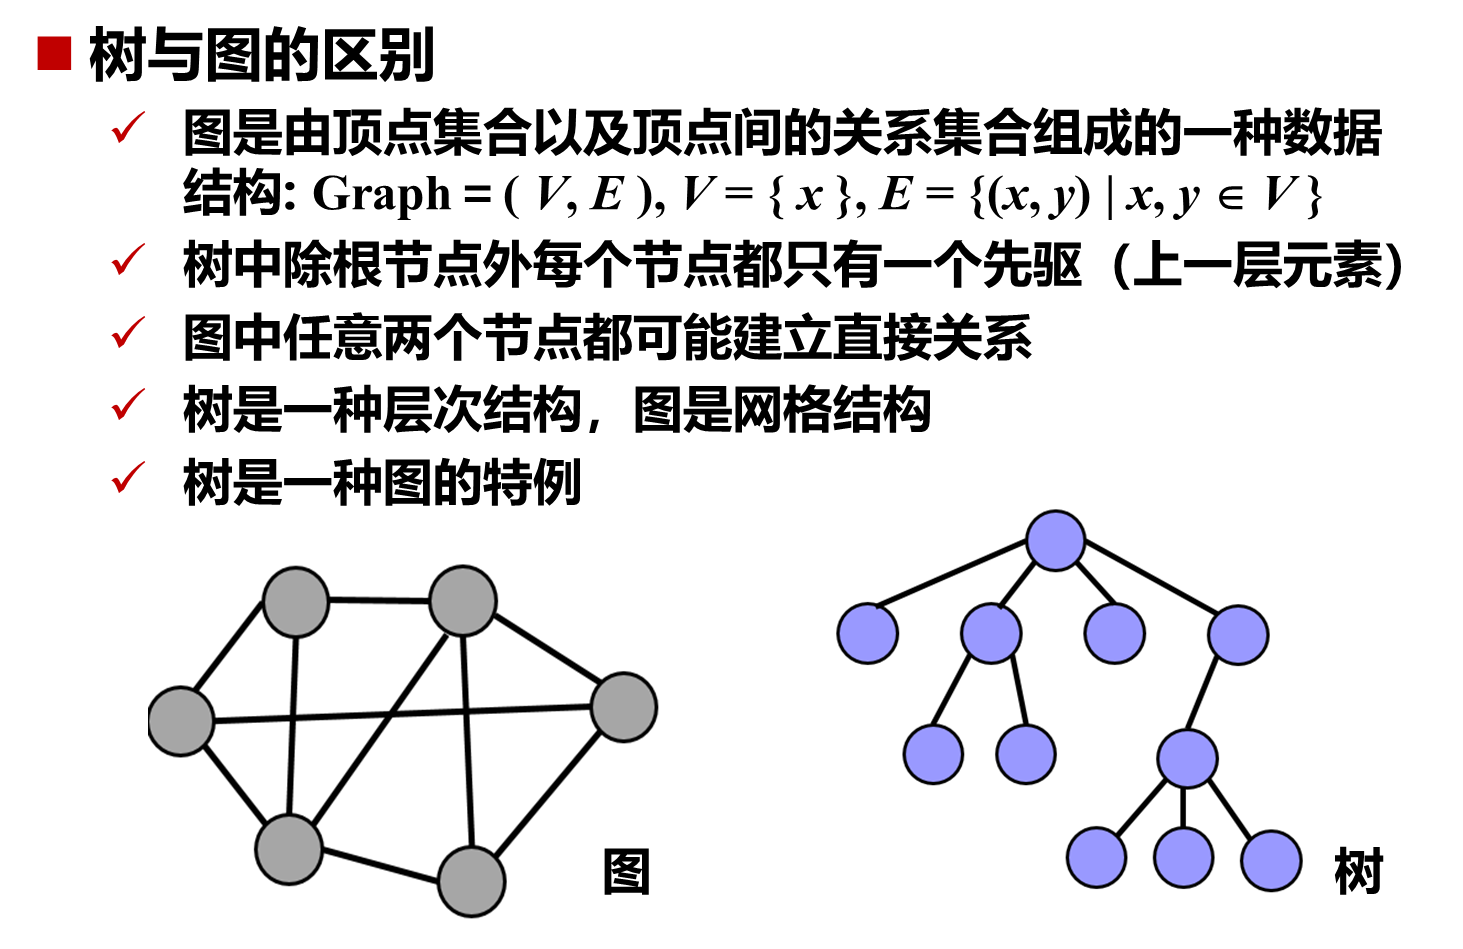 树与图的区别
图是由顶点集合以及顶点间的关系集合组成的一种数据
结构: Graph = ( V, E ), V = { x }, E = {(x, y) | x, y ∈ V }
树中除根节点外每个节点都只有一个先驱（上一层元素）
图中任意两个节点都可能建立直接关系
树是一种层次结构，图是网格结构
树是一种图的特例
图
树